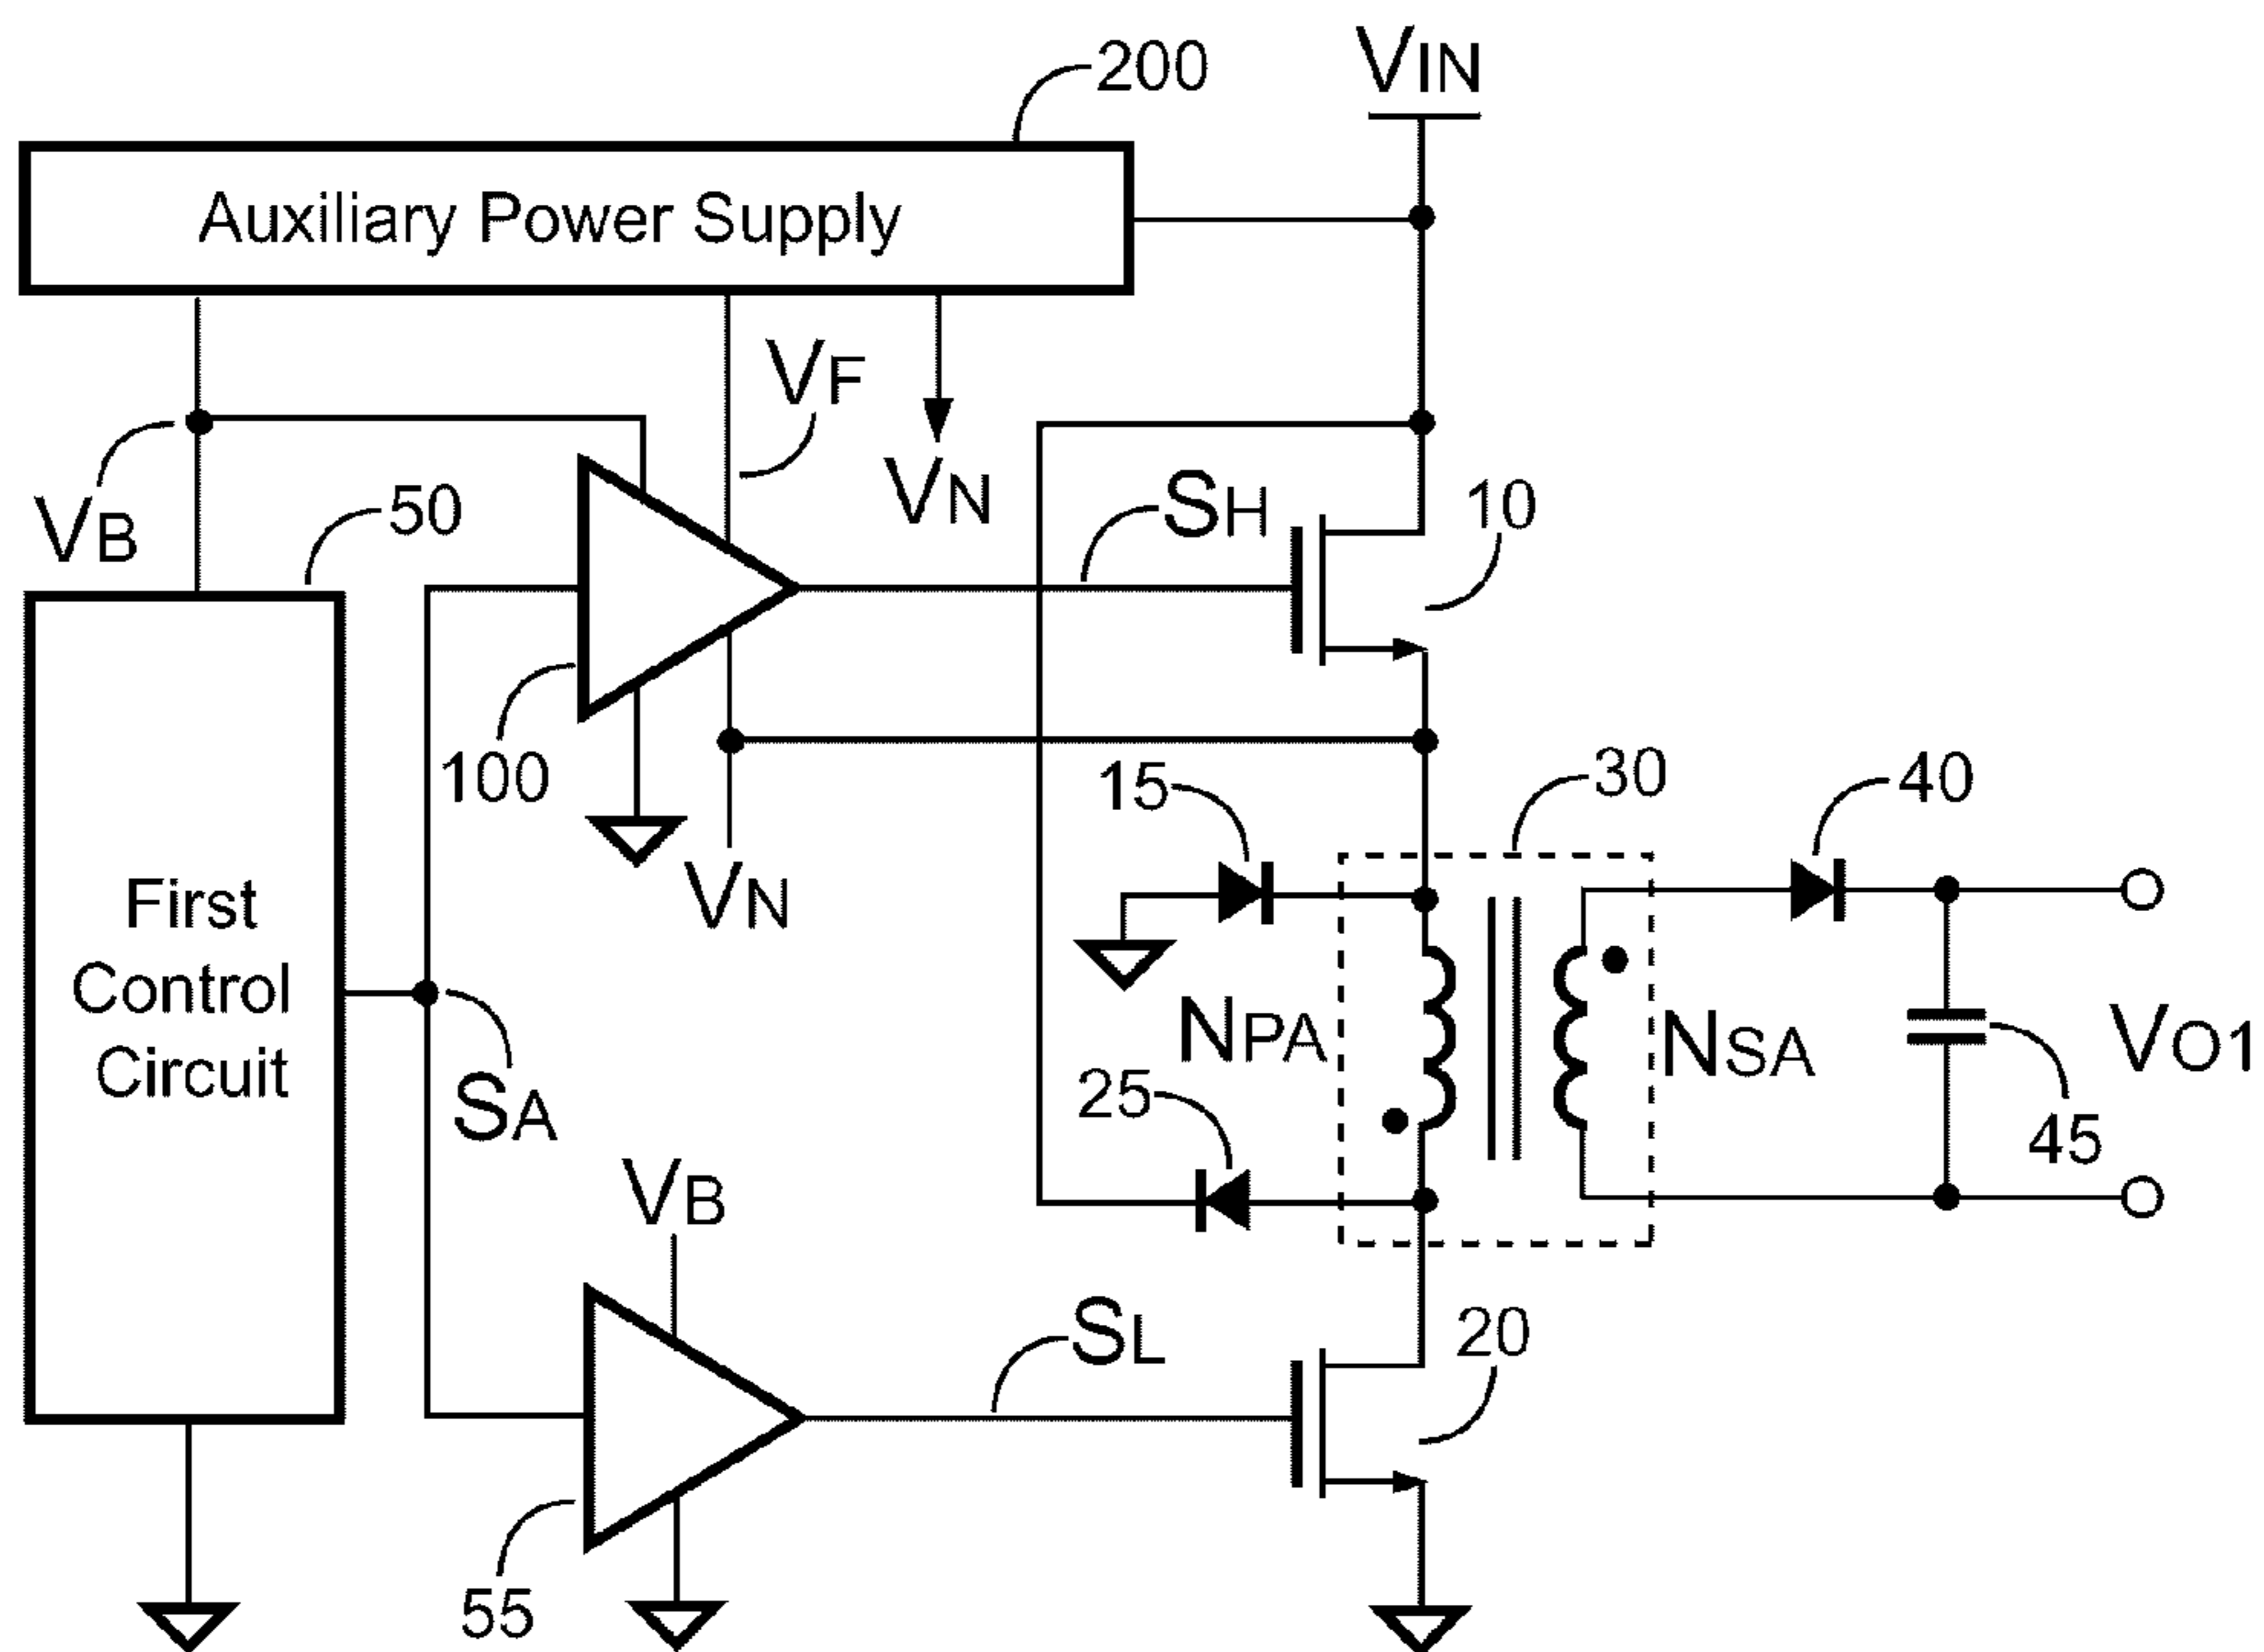 200
VIN
Auxiliary Power Supply
VF
VN
VB
50
SH
10
100
VN
15
30
40
First
Control
Circuit
NPA
NSA
VO1
SA
25
45
VB
SL
20
55